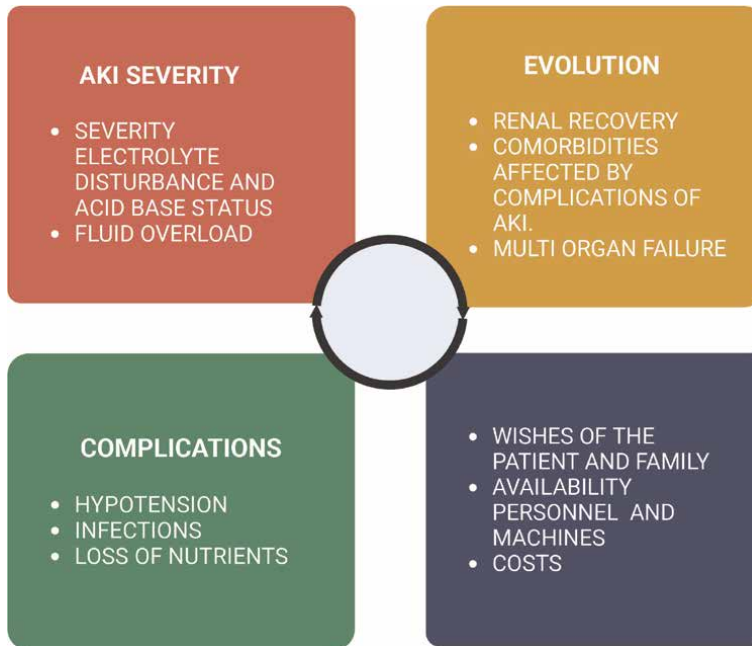 AKI SEVERITY
• SEVERITY
ELECTROLYTE
DISTURBANCE AND
ACID BASE STATUS
• FLUID OVERLOAD
EVOLUTION
• RENAL RECOVERY
• COMORBIDITIES
AFFECTED BY
COMPLICATIONS OF
AKI.
• MULTI ORGAN FAILURE
COMPLICATIONS
• HYPOTENSION
• INFECTIONS
• LOSS OF NUTRIENTS
• WISHES OF THE
PATIENT AND FAMILY
• AVAILABILITY
PERSONNEL AND
MACHINES
• COSTS